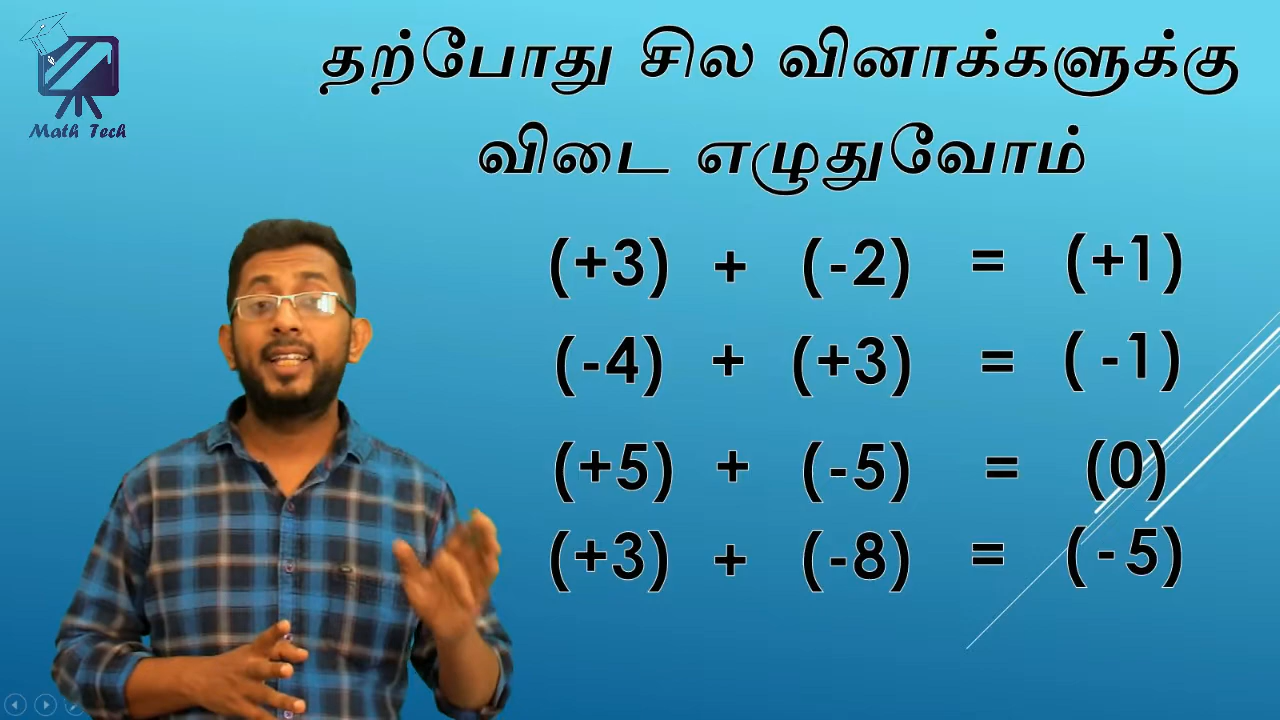 Math Tech
தற்போது சில வினாக்களுக்கு
விடை எழுதுவோம்
(+3) + (-2) = (+1)
(-4) + (+3) = ( -1)
(+5) + (-5) = (0)
(+3) + (-8) = (-5)